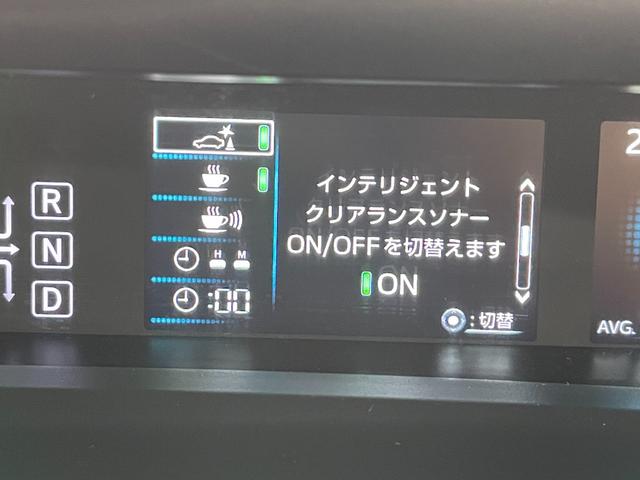 R
N
D
H M
:00
インテリジェント
クリアランスソナー
ON/OFFを切替えます
ON
:切替
2
AVG.